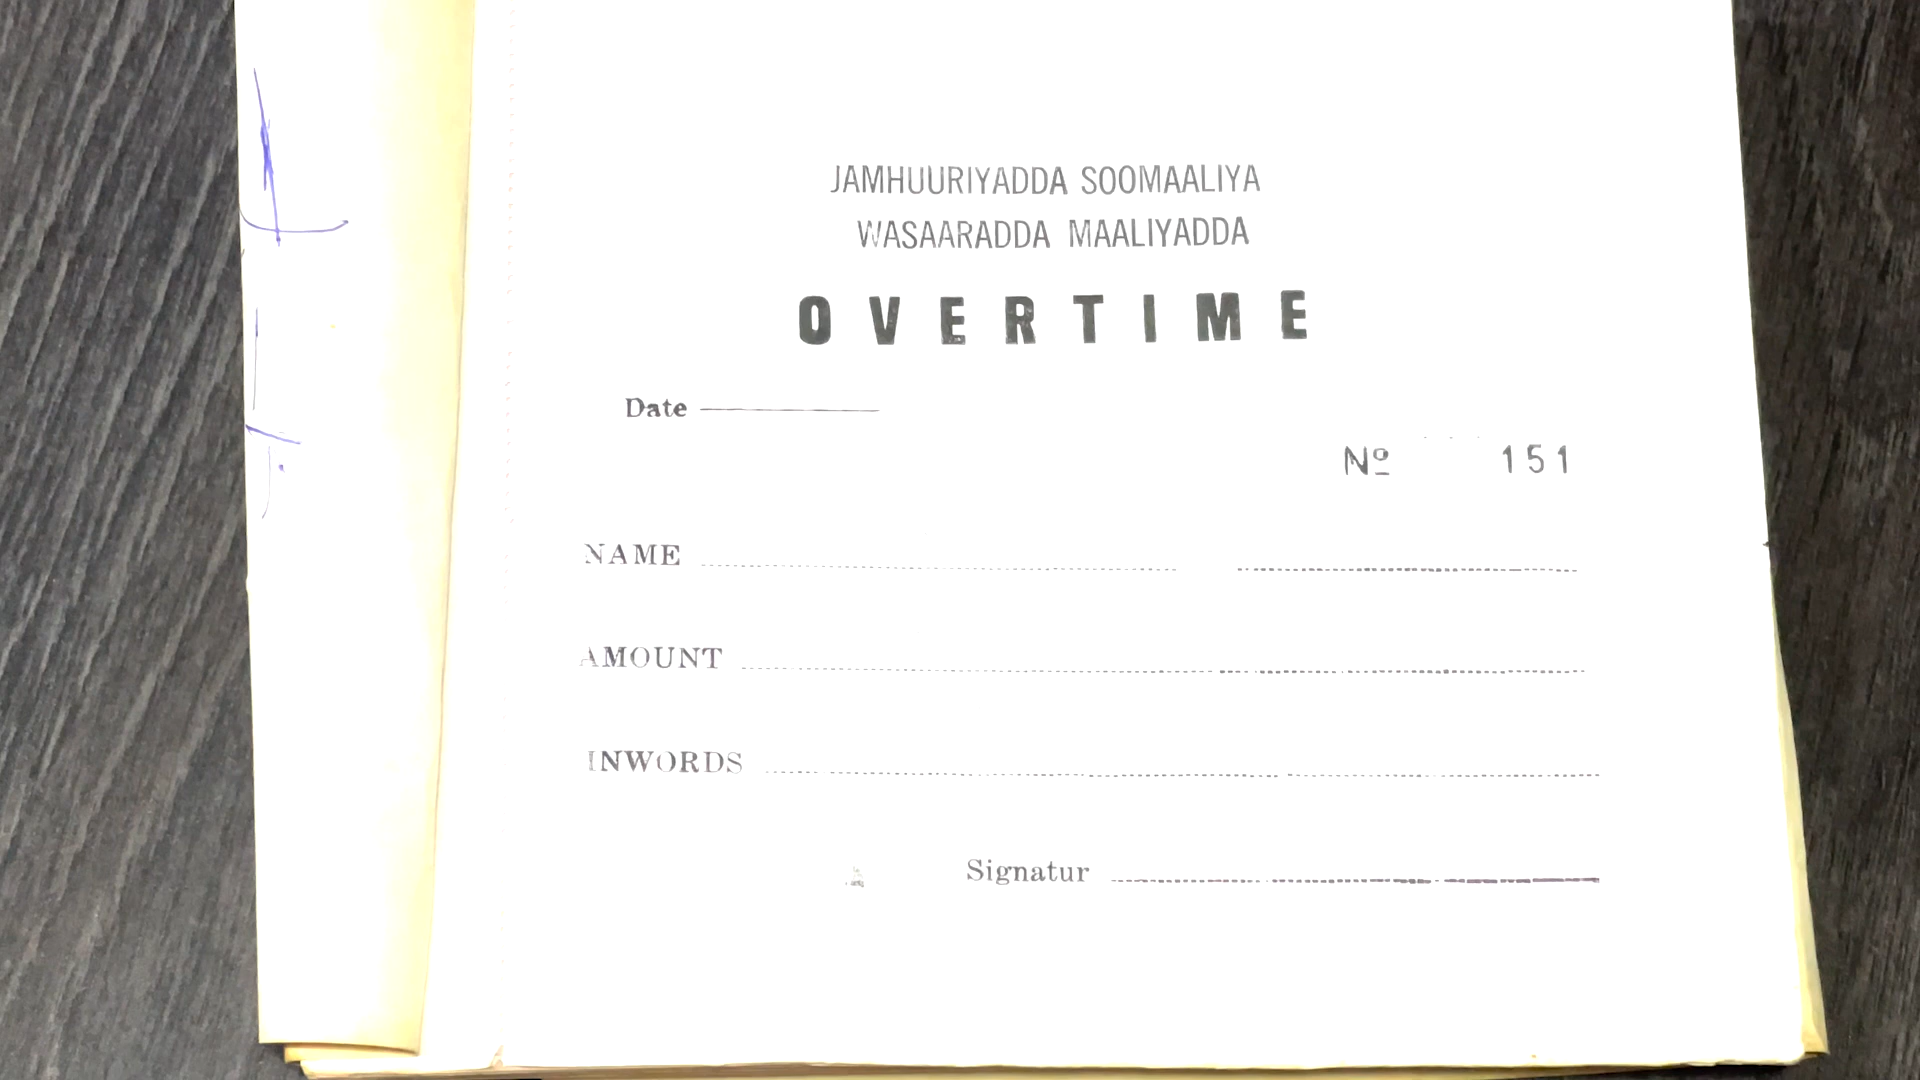 JAMHUURIYADDA SOOMAALIYA
WASAARADDA MAALIYADDA
OVERTIME
Date
Nº 151
NAME
AMOUNT
INWORDS
Signatur